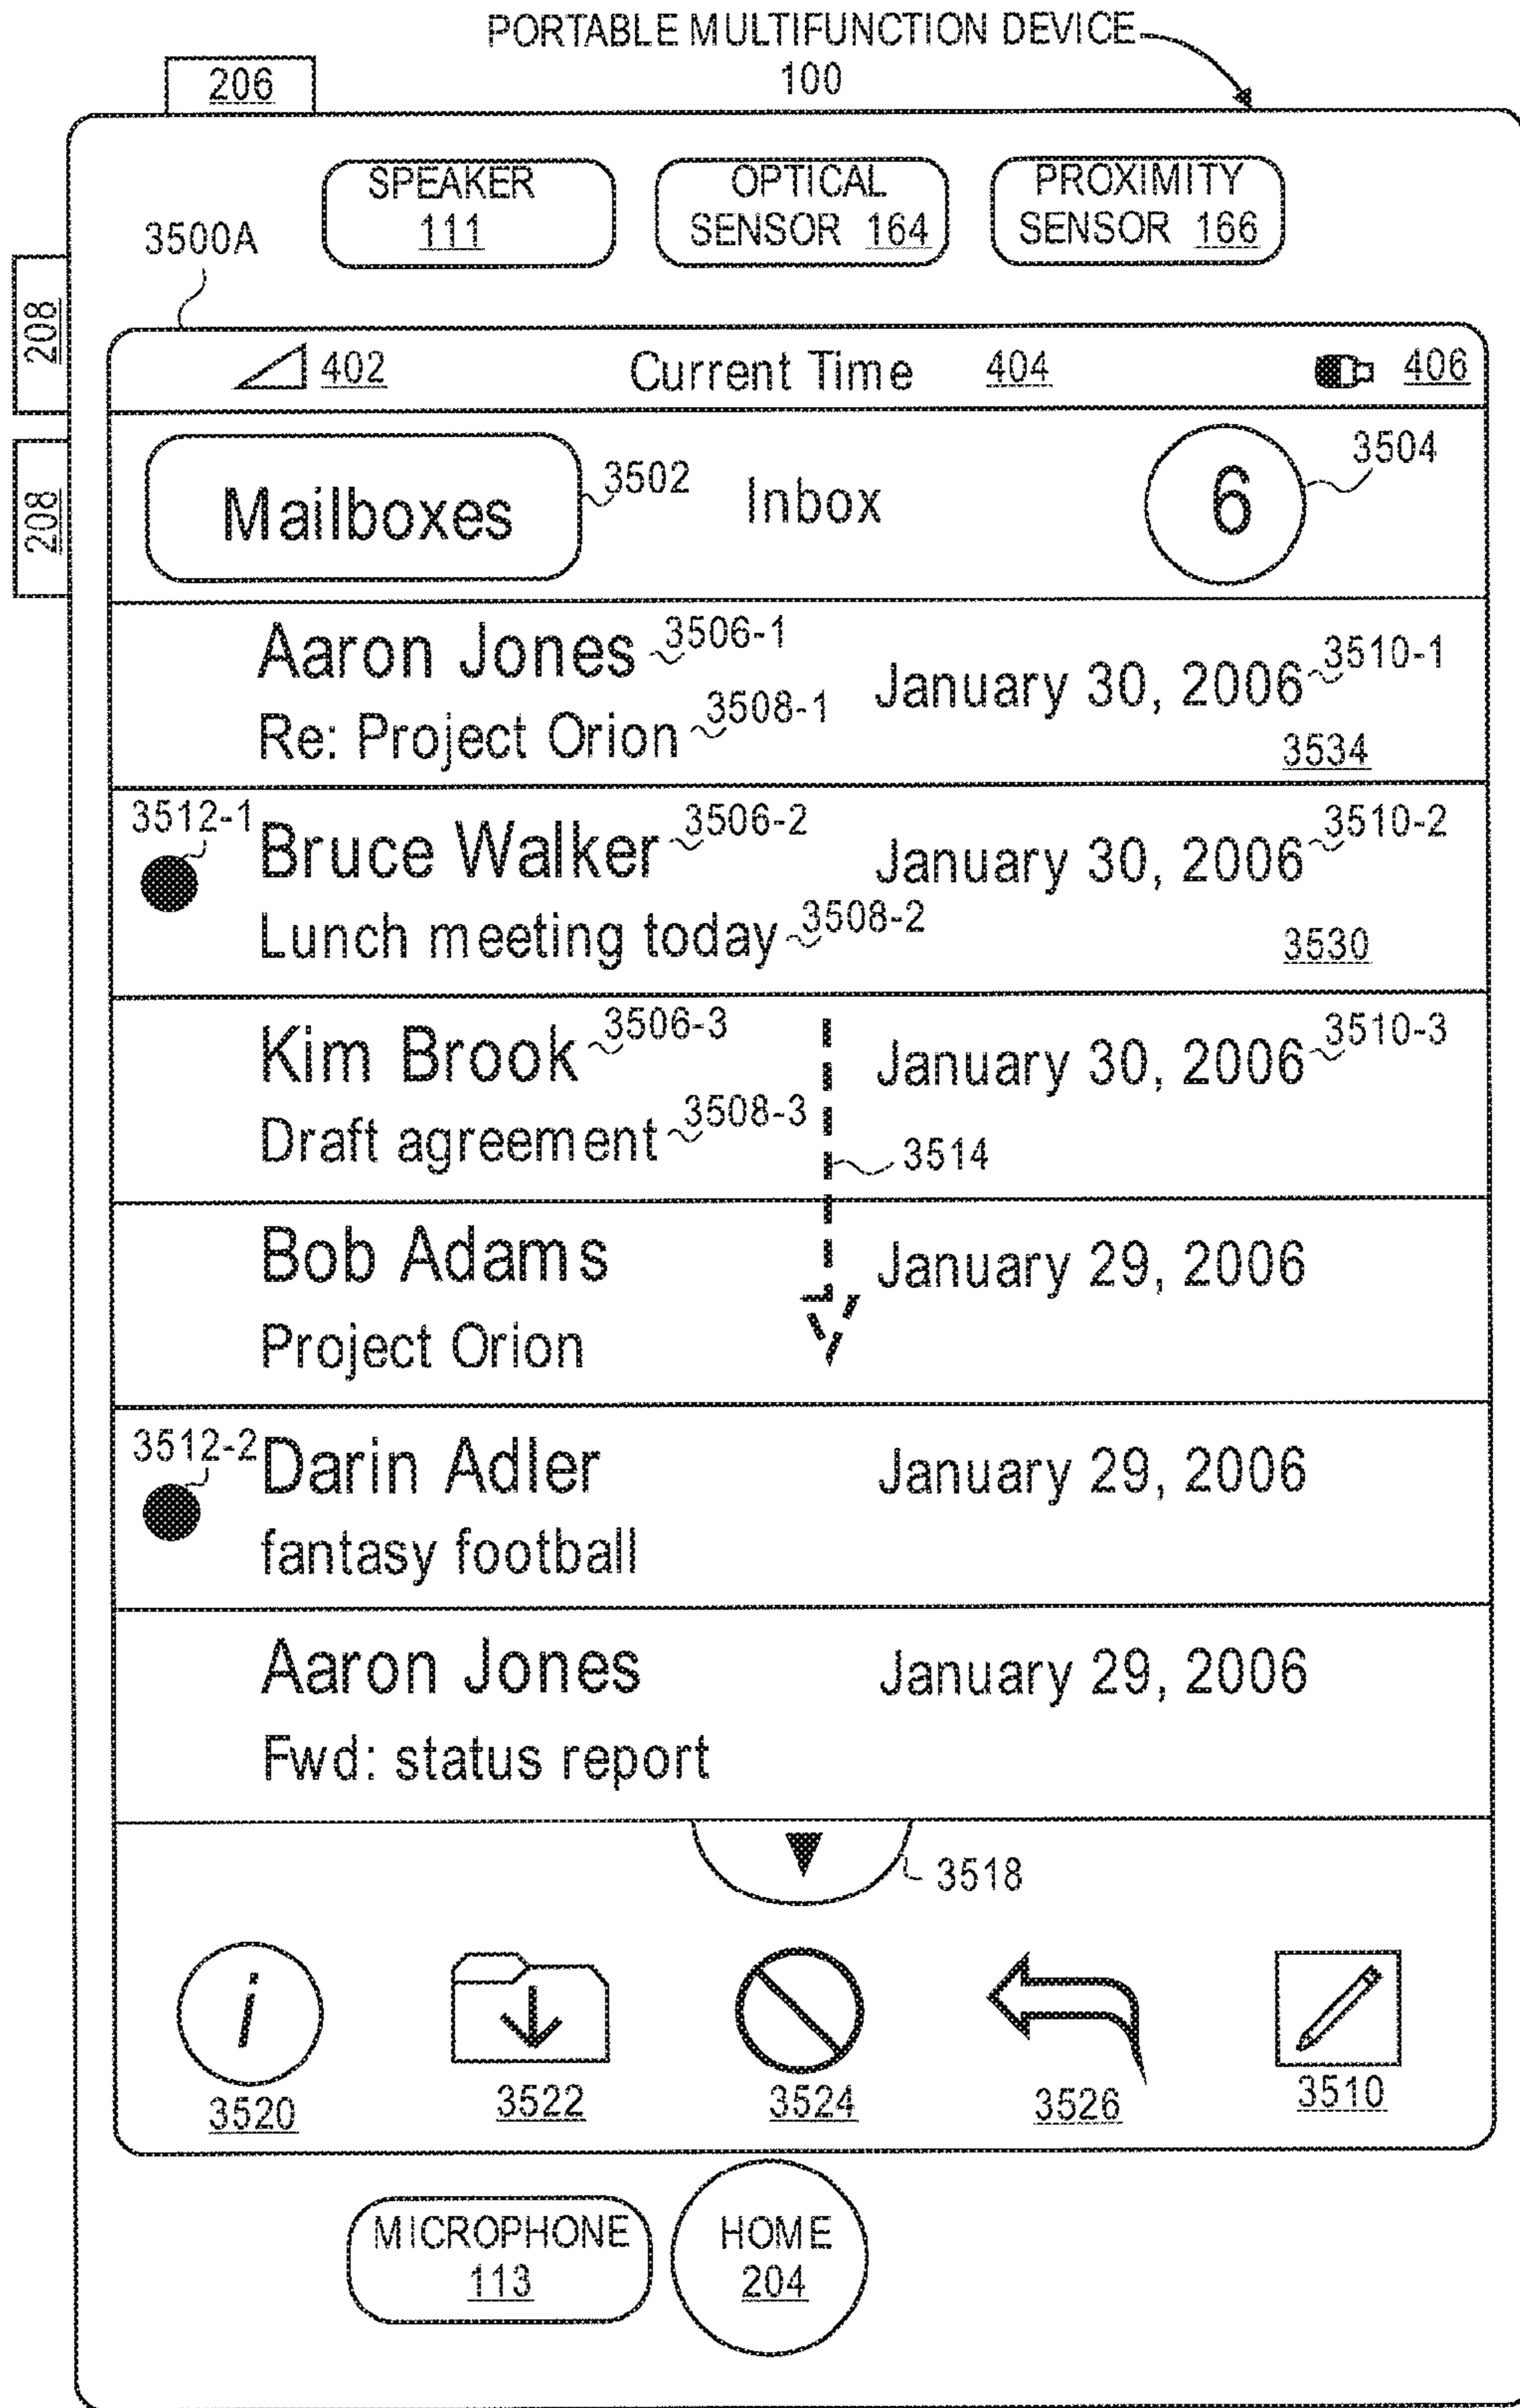 PORTABLE MULTIFUNCTION DEVICE
100
206
SPEAKER
111
OPTICAL
SENSOR 164
PROXIMITY
SENSOR 166
3500A
208
208
402 Current Time 404 406
Mailboxes 3502 Inbox 6 3504
Aaron Jones 3506-1 January 30, 2006 3510-1
Re: Project Orion 3508-1 3534
3512-1 Bruce Walker 3506-2 January 30, 2006 3510-2
Lunch meeting today 3508-2 3530
Kim Brook 3506-3 January 30, 2006 3510-3
Draft agreement 3508-3 3514
Bob Adams January 29, 2006
Project Orion
3512-2 Darin Adler January 29, 2006
fantasy football
Aaron Jones January 29, 2006
Fwd: status report
3518
i
3520 3522 3524 3526 3510
MICROPHONE
113
HOME
204